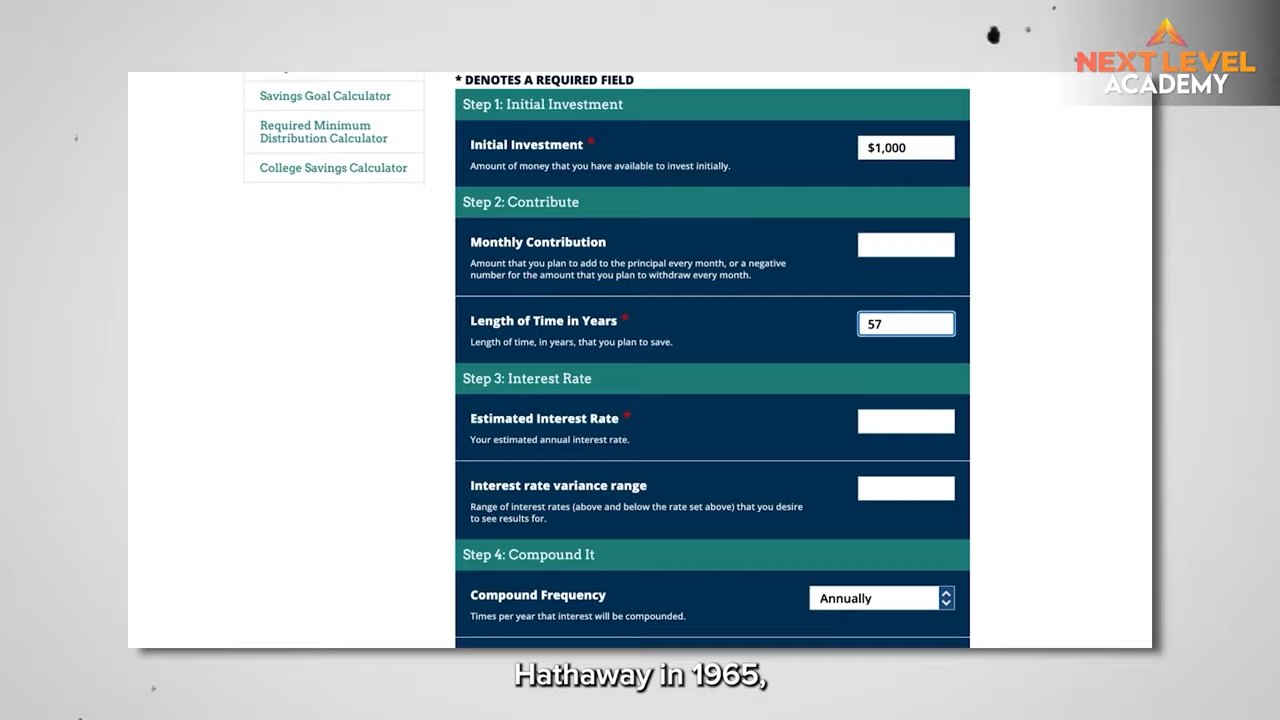 NEXT LEVEL
ACADEMY
* DENOTES A REQUIRED FIELD
Savings Goal Calculator
Required Minimum
Distribution Calculator
College Savings Calculator
Step 1: Initial Investment
Initial Investment *
$1,000
Amount of money that you have available to invest initially.
Step 2: Contribute
Monthly Contribution
Amount that you plan to add to the principal every month, or a negative
number for the amount that you plan to withdraw every month.
Length of Time in Years *
57
Length of time, in years, that you plan to save.
Step 3: Interest Rate
Estimated Interest Rate *
Your estimated annual interest rate.
Interest rate variance range
Range of interest rates (above and below the rate set above) that you desire
to see results for.
Step 4: Compound It
Compound Frequency
Annually
Times per year that interest will be compounded.
Hathaway in 1965,